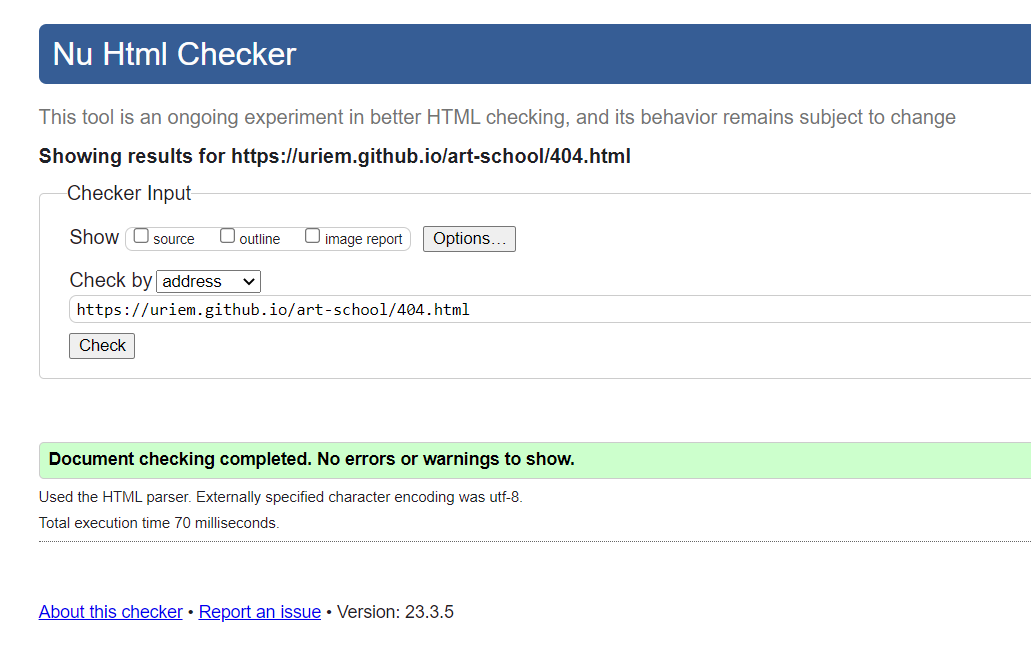 Nu Html Checker
This tool is an ongoing experiment in better HTML checking, and its behavior remains subject to change
Showing results for https://uriem.github.io/art-school/404.html
Checker Input
Show source outline image report Options...
Check by address
https://uriem.github.io/art-school/404.html
Check
Document checking completed. No errors or warnings to show.
Used the HTML parser. Externally specified character encoding was utf-8.
Total execution time 70 milliseconds.
About this checker • Report an issue • Version: 23.3.5